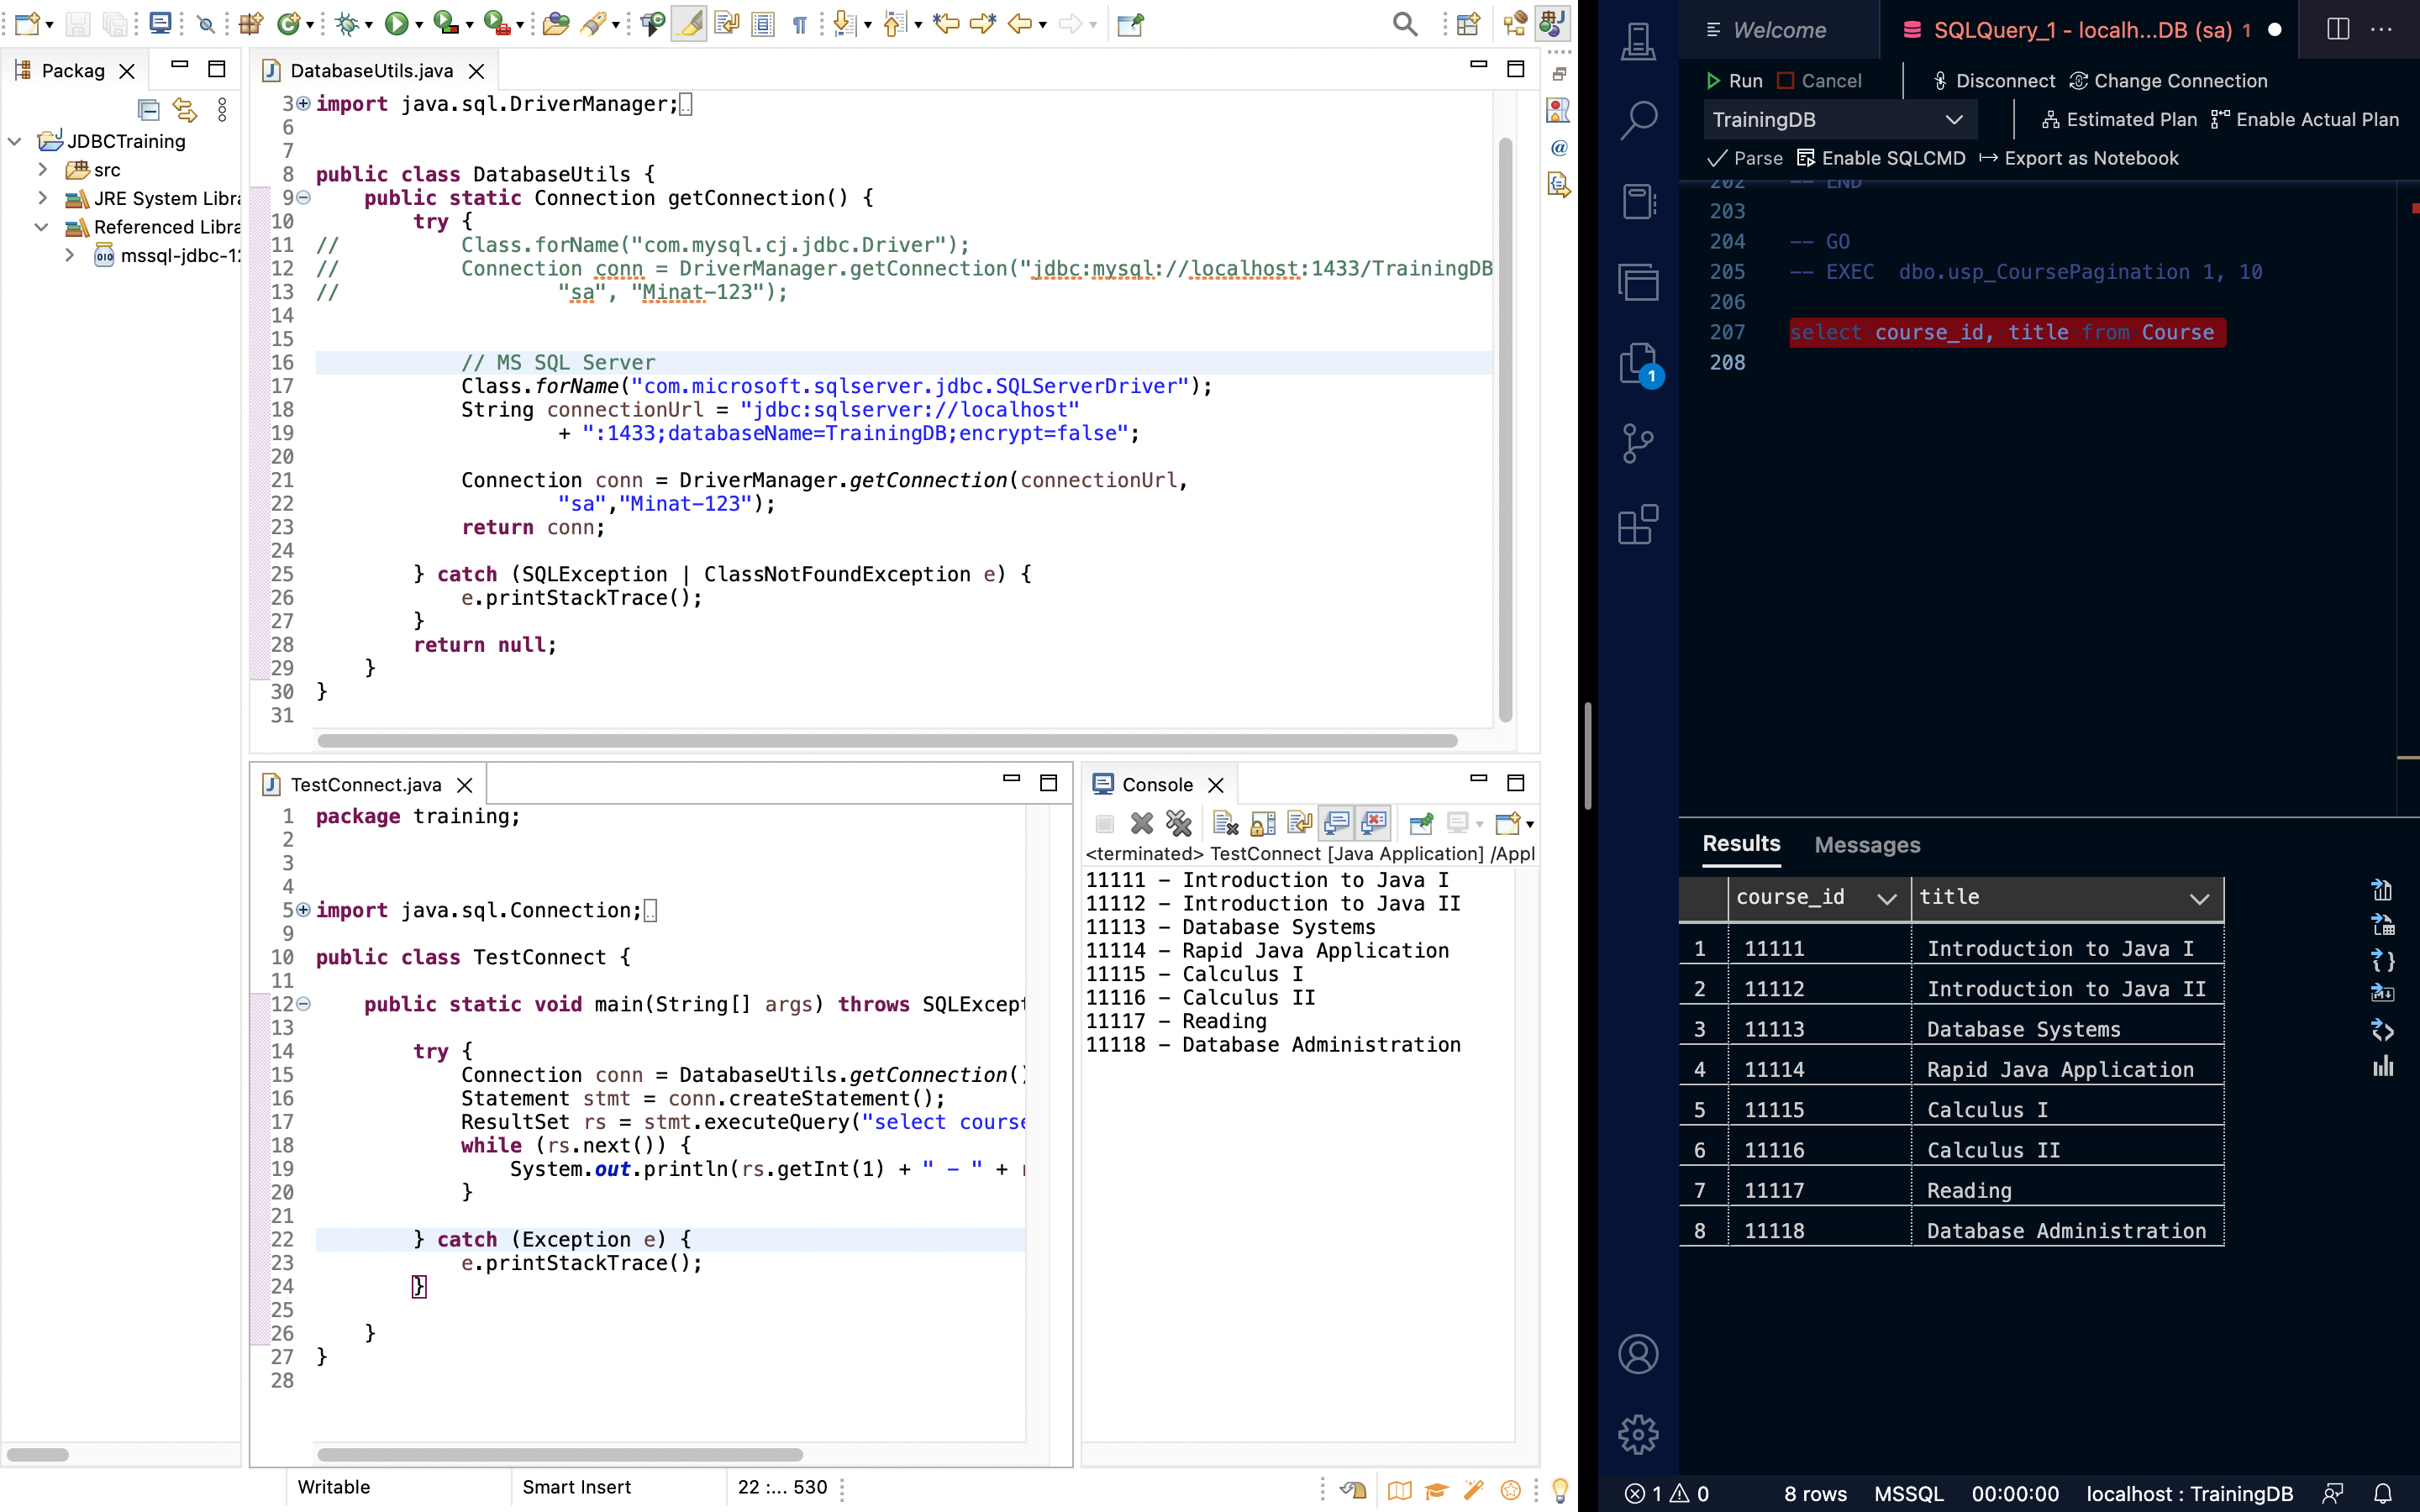 Packag
JDBCTraining
src
JRE System Libra
Referenced Libra
mssql-jdbc-12
DatabaseUtils.java
3 import java.sql.DriverManager;
6
7
8 public class DatabaseUtils {
9 public static Connection getConnection() {
10 try {
11 // Class.forName("com.mysql.cj.jdbc.Driver");
12 // Connection conn = DriverManager.getConnection("jdbc:mysql://localhost:1433/TrainingDB
13 // "sa", "Minat-123");
14
15
16 // MS SQL Server
17 Class.forName("com.microsoft.sqlserver.jdbc.SQLServerDriver");
18 String connectionUrl = "jdbc:sqlserver://localhost"
19 + ":1433;databaseName=TrainingDB;encrypt=false";
20
21 Connection conn = DriverManager.getConnection(connectionUrl,
22 "sa","Minat-123");
23 return conn;
24
25 } catch (SQLException | ClassNotFoundException e) {
26 e.printStackTrace();
27 }
28 return null;
29 }
30 }
31
TestConnect.java
1 package training;
2
3
4
5 import java.sql.Connection;
9
10 public class TestConnect {
11
12 public static void main(String[] args) throws SQLExcept
13
14 try {
15 Connection conn = DatabaseUtils.getConnection()
16 Statement stmt = conn.createStatement();
17 ResultSet rs = stmt.executeQuery("select course
18 while (rs.next()) {
19 System.out.println(rs.getInt(1) + " - " + r
20 }
21
22 } catch (Exception e) {
23 e.printStackTrace();
24 }
25
26 }
27 }
28
Console
<terminated> TestConnect [Java Application] /Appl
11111 - Introduction to Java I
11112 - Introduction to Java II
11113 - Database Systems
11114 - Rapid Java Application
11115 - Calculus I
11116 - Calculus II
11117 - Reading
11118 - Database Administration
Writable
Smart Insert
22 :... 530
Welcome
SQLQuery_1 - localh...DB (sa) 1
Run Cancel Disconnect Change Connection
TrainingDB Estimated Plan Enable Actual Plan
Parse Enable SQLCMD Export as Notebook
202 -- END
203
204 -- GO
205 -- EXEC dbo.usp_CoursePagination 1, 10
206
207 select course_id, title from Course
208
1
Results Messages
course_id title
1 11111 Introduction to Java I
2 11112 Introduction to Java II
3 11113 Database Systems
4 11114 Rapid Java Application
5 11115 Calculus I
6 11116 Calculus II
7 11117 Reading
8 11118 Database Administration
1 0 8 rows MSSQL 00:00:00 localhost : TrainingDB